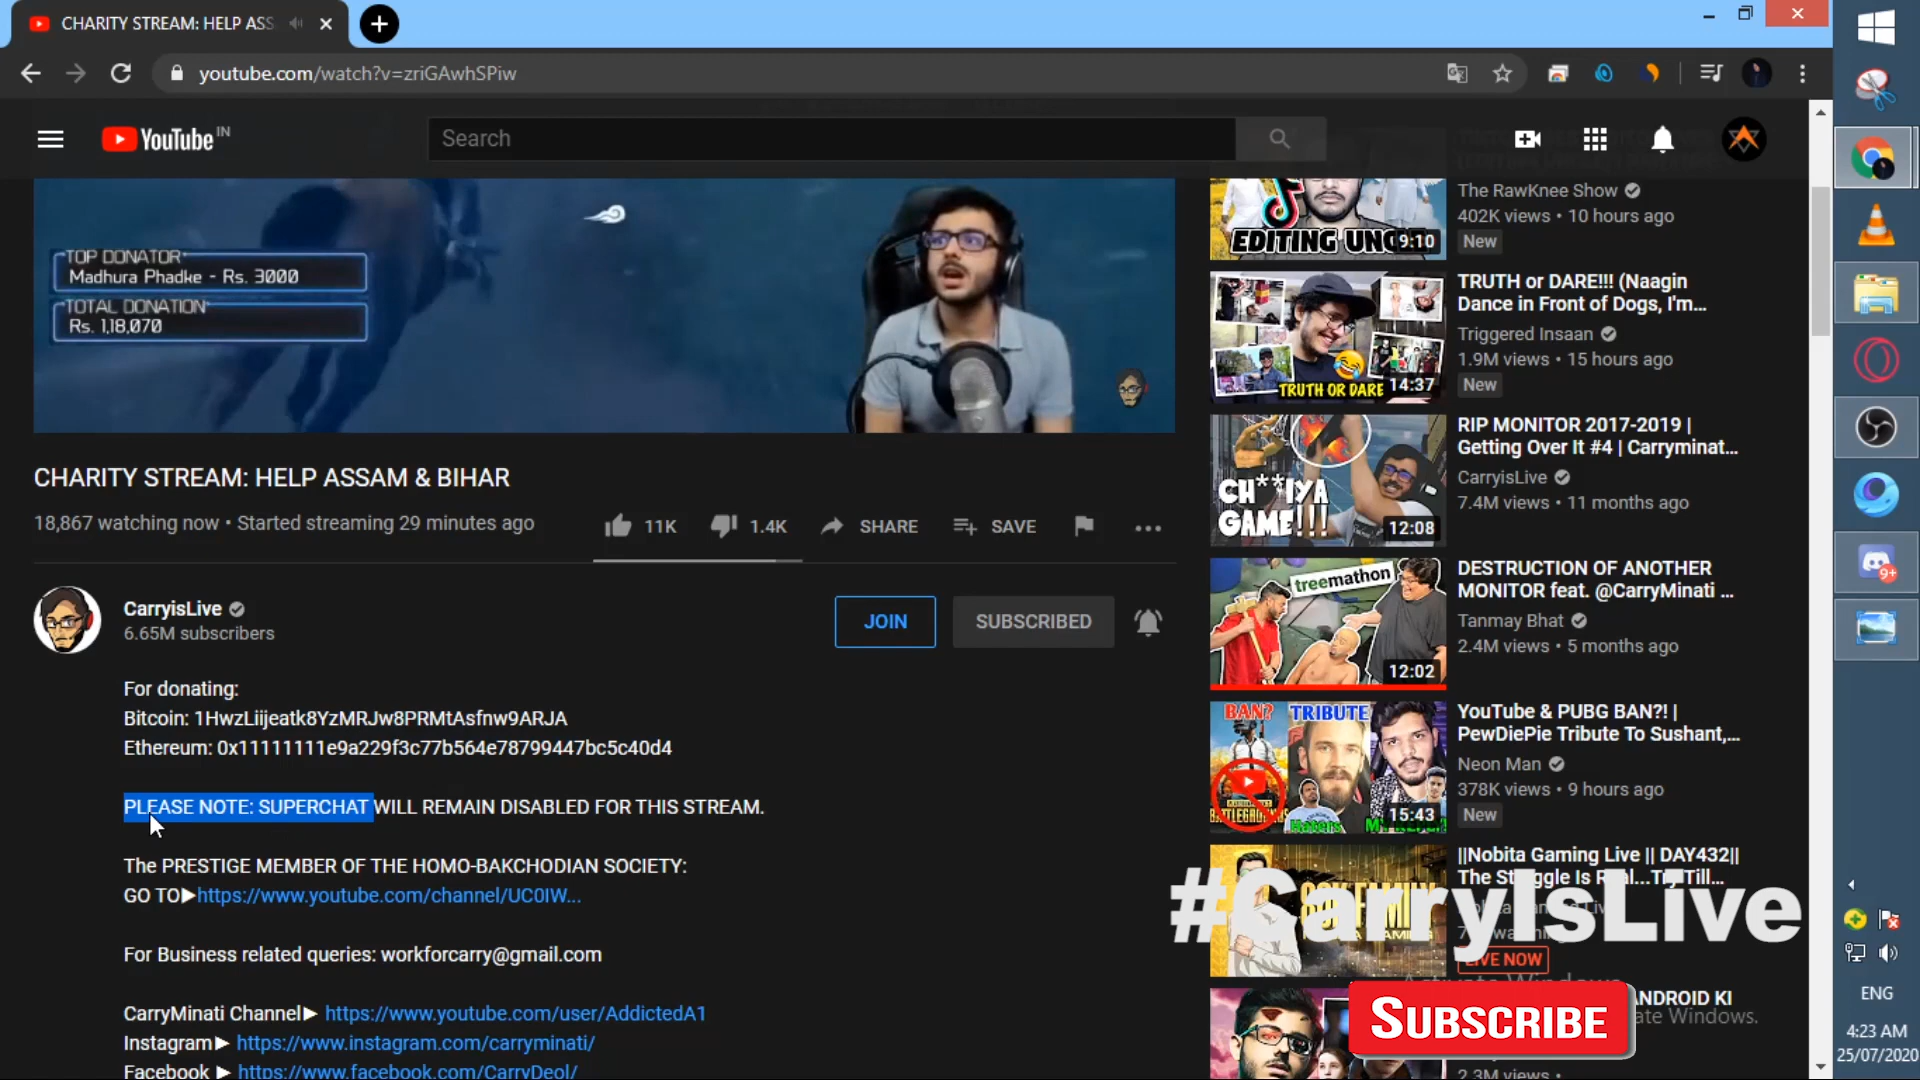 CHARITY STREAM: HELP ASS
youtube.com/watch?v=zriGAwhSPiw
YouTube IN
Search
TOP DONATOR
Madhura Phadke - Rs. 3000
TOTAL DONATION
Rs. 1,18,070
CHARITY STREAM: HELP ASSAM & BIHAR
18,867 watching now • Started streaming 29 minutes ago
11K
1.4K
SHARE
SAVE
CarryisLive
6.65M subscribers
JOIN
SUBSCRIBED
For donating:
Bitcoin: 1HwzLiijeatk8YzMRJw8PRMtAsfnw9ARJA
Ethereum: 0x11111111e9a229f3c77b564e78799447bc5c40d4
PLEASE NOTE: SUPERCHAT WILL REMAIN DISABLED FOR THIS STREAM.
The PRESTIGE MEMBER OF THE HOMO-BAKCHODIAN SOCIETY:
GO TO▶https://www.youtube.com/channel/UC0IW...
For Business related queries: workforcarry@gmail.com
CarryMinati Channel▶ https://www.youtube.com/user/AddictedA1
Instagram▶ https://www.instagram.com/carryminati/
Facebook ▶ https://www.facebook.com/CarryDeol/
EDITING UNC
9:10
The RawKnee Show
402K views • 10 hours ago
New
TRUTH OR DARE
14:37
TRUTH or DARE!!! (Naagin
Dance in Front of Dogs, I'm...
Triggered Insaan
1.9M views • 15 hours ago
New
CH**IYA
GAME!!!
12:08
RIP MONITOR 2017-2019 |
Getting Over It #4 | Carryminat...
CarryisLive
7.4M views • 11 months ago
treemathon
12:02
DESTRUCTION OF ANOTHER
MONITOR feat. @CarryMinati ...
Tanmay Bhat
2.4M views • 5 months ago
BAN?
TRIBUTE
BATTLEGROUNDS
Haters
15:43
YouTube & PUBG BAN?! |
PewDiePie Tribute To Sushant,...
Neon Man
378K views • 9 hours ago
New
||Nobita Gaming Live || DAY432||
LIVE NOW
#CarryIsLive
SUBSCRIBE
ANDROID KI
2.3M views •
9+
ENG
4:23 AM
25/07/2020